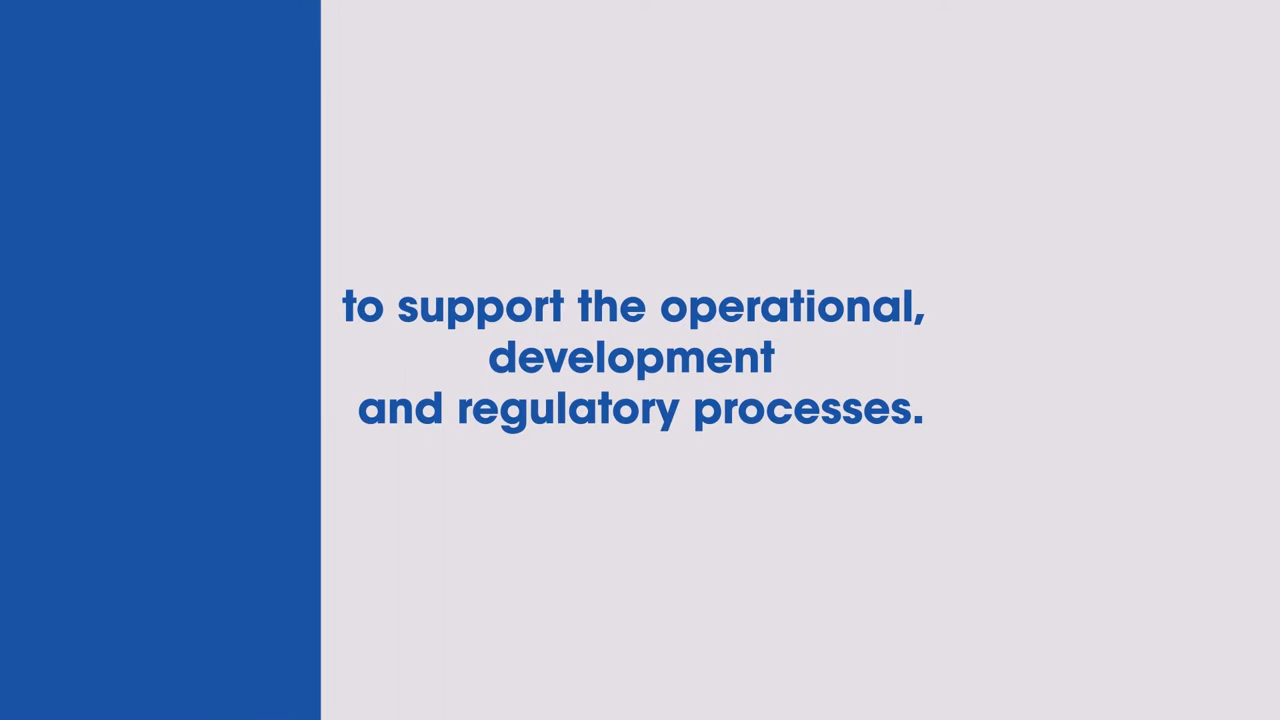 to support the operational,
development
and regulatory processes.